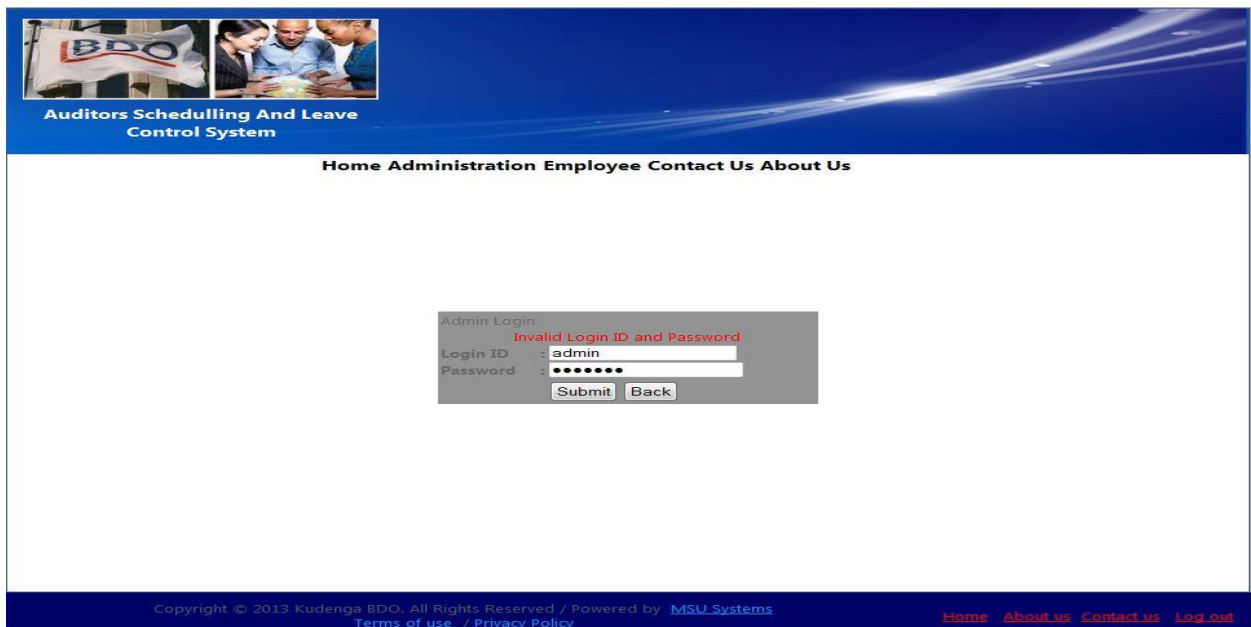 BDO
Auditors Schedulling And Leave
Control System
Home Administration Employee Contact Us About Us
Admin Login
Invalid Login ID and Password
Login ID : admin
Password : •••••••
Submit Back
Copyright © 2013 Kudenga BDO. All Rights Reserved / Powered by MSU Systems
Terms of use / Privacy Policy
Home About us Contact us Log out